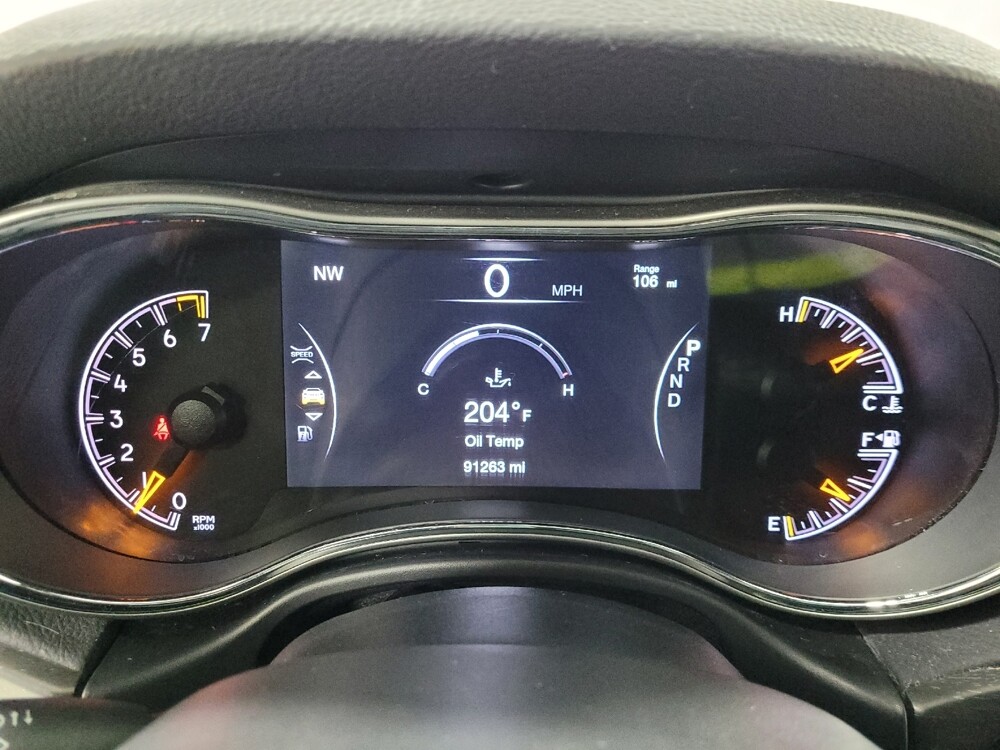 NW
0 MPH
Range
106 mi
7
6
5
4
3
2
1
0
RPM
x1000
SPEED
C
H
204°F
Oil Temp
91263 mi
P
R
N
D
H
C
F
E